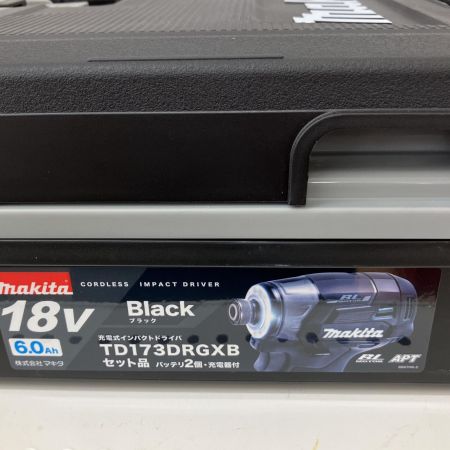 makita
makita
CORDLESS IMPACT DRIVER
18V
Black
ブラック
6.0Ah
充電式インパクトドライバ
TD173DRGXB
株式会社マキタ
セット品 バッテリ2個・充電器付
BL
makita
BL
APT